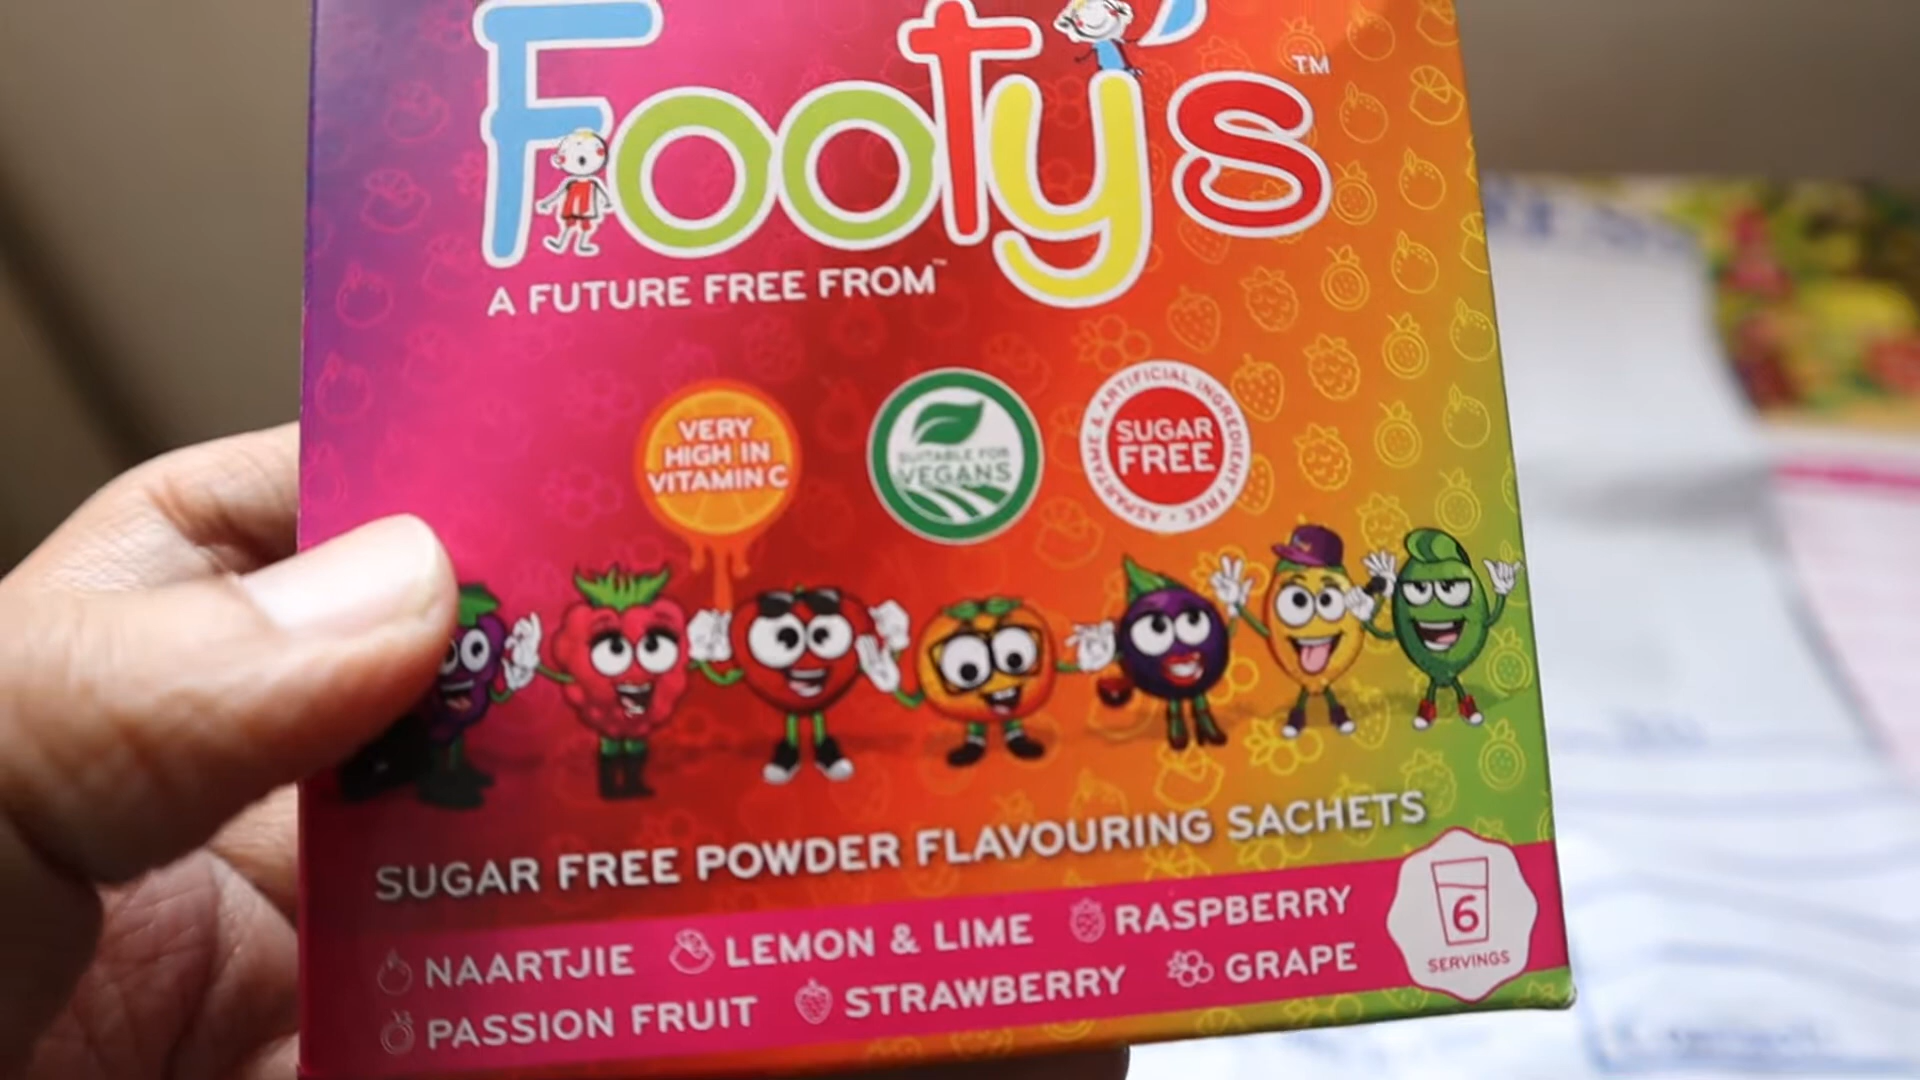 Footy's™
A FUTURE FREE FROM™
VERY
HIGH IN
VITAMIN C
SUITABLE FOR
VEGANS
ASPARTAME & ARTIFICIAL INGREDIENT FREE •
SUGAR
FREE
SUGAR FREE POWDER FLAVOURING SACHETS
NAARTJIE LEMON & LIME RASPBERRY
PASSION FRUIT STRAWBERRY GRAPE
6
SERVINGS